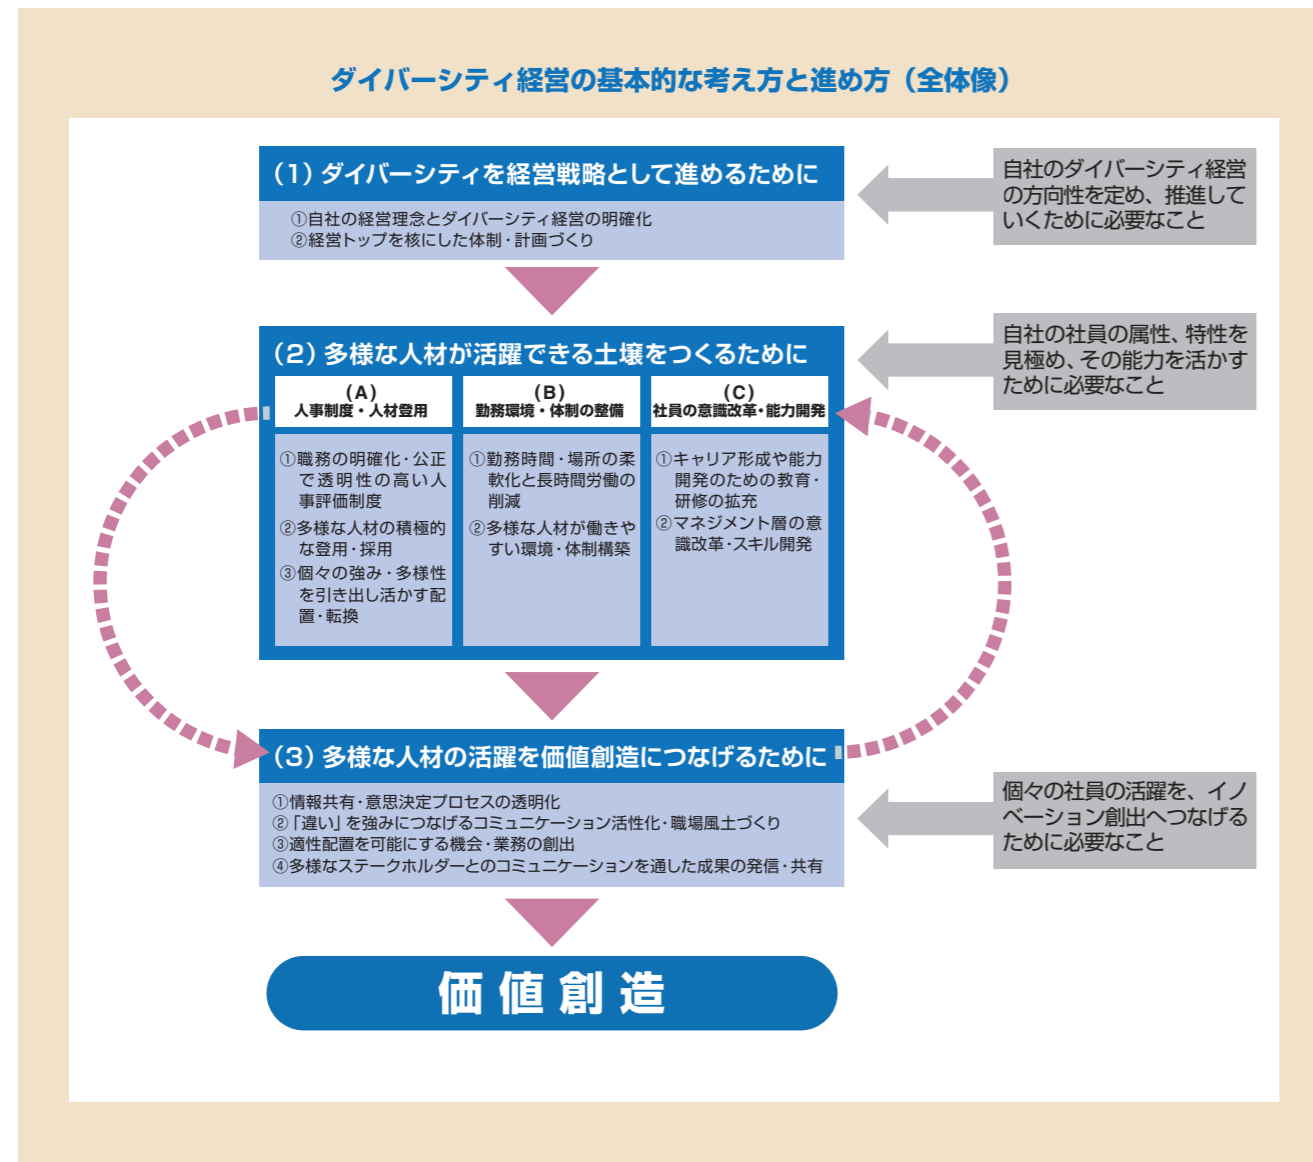 ダイバーシティ経営の基本的な考え方と進め方（全体像）
（1）ダイバーシティを経営戦略として進めるために
①自社の経営理念とダイバーシティ経営の明確化
②経営トップを核にした体制・計画づくり
自社のダイバーシティ経営
の方向性を定め、推進して
いくために必要なこと
（2）多様な人材が活躍できる土壌をつくるために
自社の社員の属性、特性を
見極め、その能力を活かす
ために必要なこと
（A）
人事制度・人材登用
①職務の明確化・公正
で透明性の高い人
事評価制度
②多様な人材の積極的
な登用・採用
③個々の強み・多様性
を引き出し活かす配
置・転換
（B）
勤務環境・体制の整備
①勤務時間・場所の柔
軟化と長時間労働の
削減
②多様な人材が働きや
すい環境・体制構築
（C）
社員の意識改革・能力開発
①キャリア形成や能力
開発のための教育・
研修の拡充
②マネジメント層の意
識改革・スキル開発
（3）多様な人材の活躍を価値創造につなげるために
①情報共有・意思決定プロセスの透明化
②「違い」を強みにつなげるコミュニケーション活性化・職場風土づくり
③適性配置を可能にする機会・業務の創出
④多様なステークホルダーとのコミュニケーションを通した成果の発信・共有
個々の社員の活躍を、イノ
ベーション創出へつなげる
ために必要なこと
価値創造